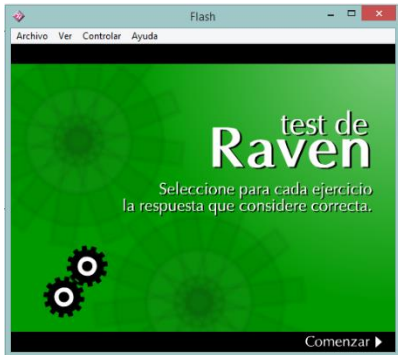 Flash
Archivo Ver Controlar Ayuda
test de
Raven
Seleccione para cada ejercicio
la respuesta que considere correcta.
Comenzar